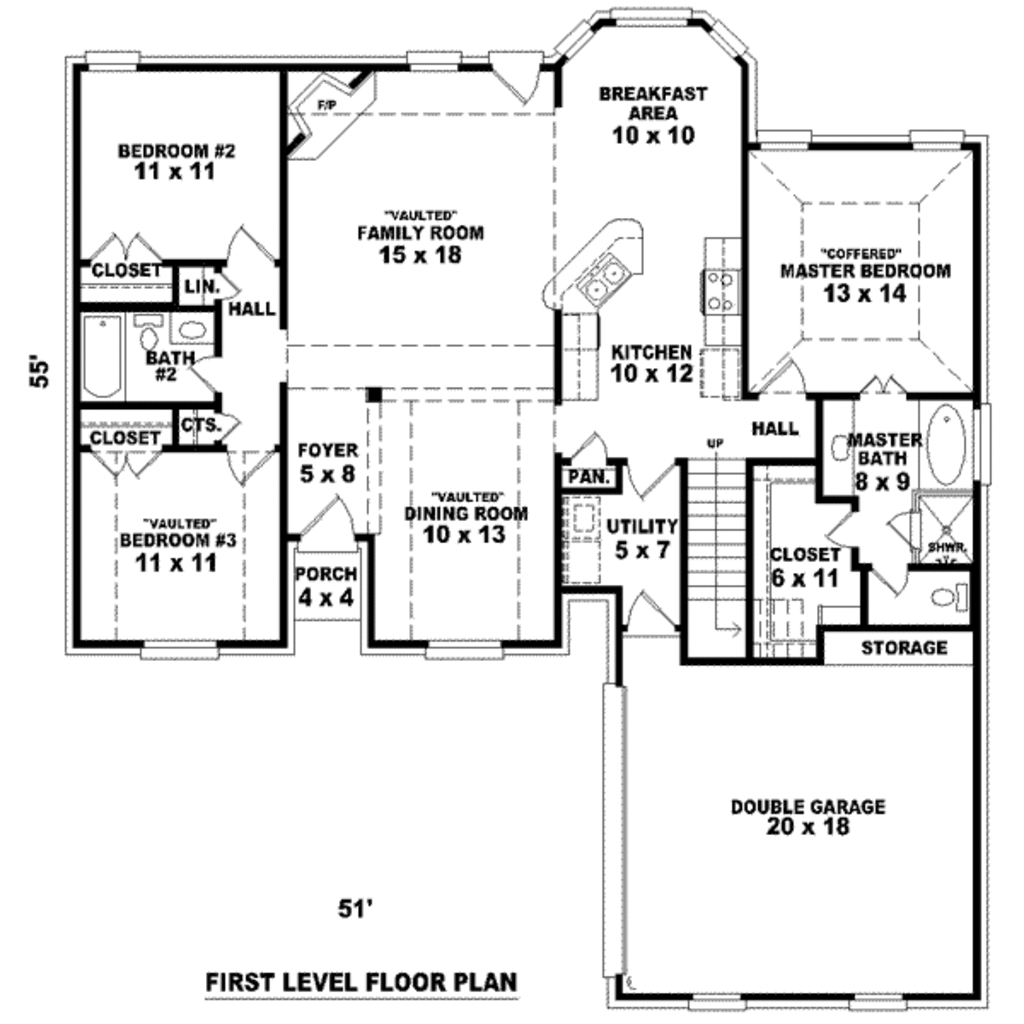 BREAKFAST
AREA
10 x 10
F/P
BEDROOM #2
11 x 11
"VAULTED"
FAMILY ROOM
15 x 18
"COFFERED"
MASTER BEDROOM
13 x 14
CLOSET
LIN.
HALL
BATH
#2
KITCHEN
10 x 12
55'
CLOSET
CTS.
HALL
UP
MASTER
BATH
8 x 9
FOYER
5 x 8
PAN.
"VAULTED"
DINING ROOM
10 x 13
"VAULTED"
BEDROOM #3
11 x 11
UTILITY
5 x 7
CLOSET
6 x 11
SHWR.
PORCH
4 x 4
STORAGE
DOUBLE GARAGE
20 x 18
51'
FIRST LEVEL FLOOR PLAN